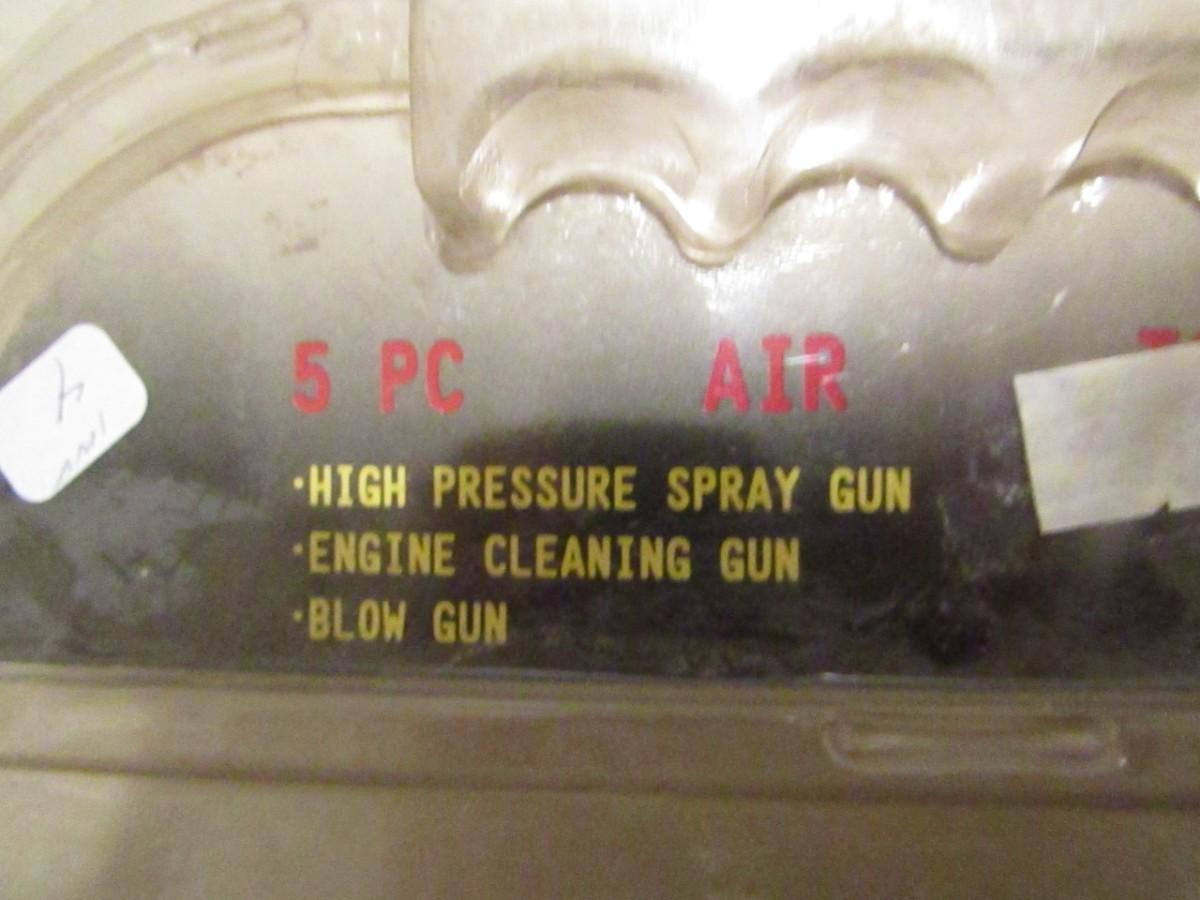 5 PC AIR
·HIGH PRESSURE SPRAY GUN
·ENGINE CLEANING GUN
·BLOW GUN